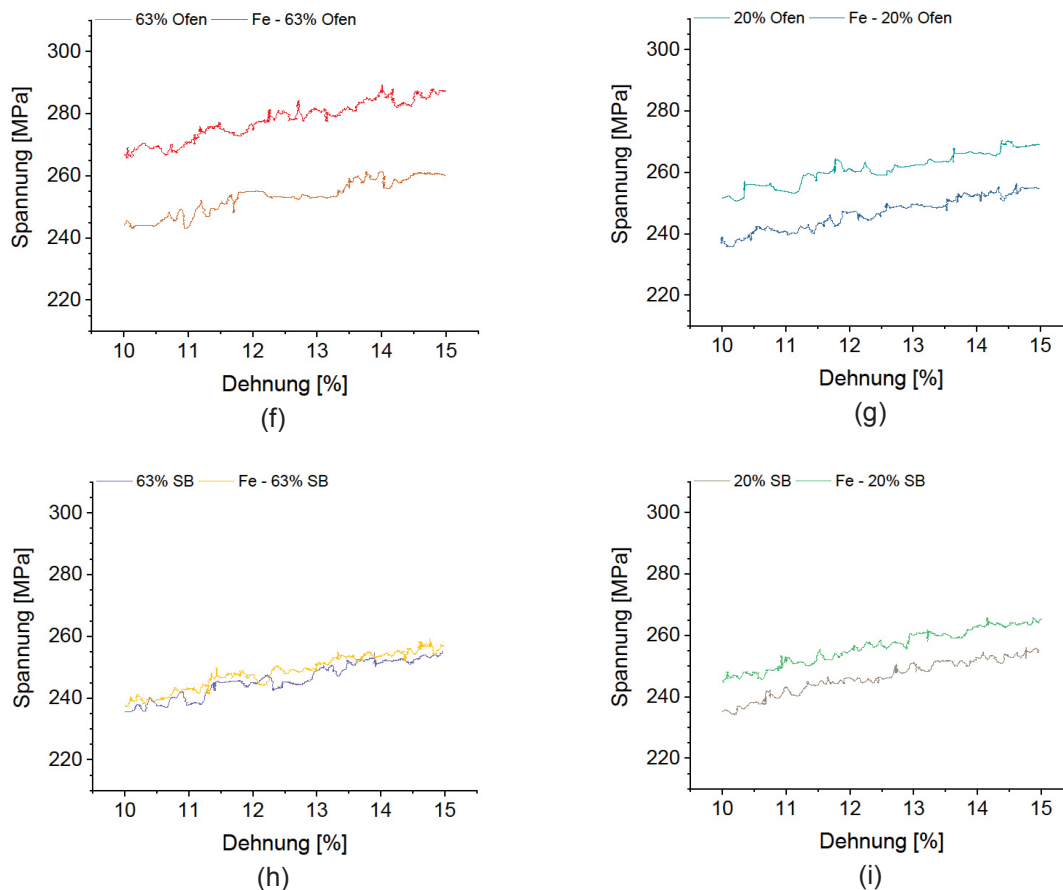 63% Ofen Fe - 63% Ofen
300
280
260
240
220
Spannung [MPa]
10 11 12 13 14 15
Dehnung [%]
(f)
20% Ofen Fe - 20% Ofen
300
280
260
240
220
Spannung [MPa]
10 11 12 13 14 15
Dehnung [%]
(g)
63% SB Fe - 63% SB
300
280
260
240
220
Spannung [MPa]
10 11 12 13 14 15
Dehnung [%]
(h)
20% SB Fe - 20% SB
300
280
260
240
220
Spannung [MPa]
10 11 12 13 14 15
Dehnung [%]
(i)